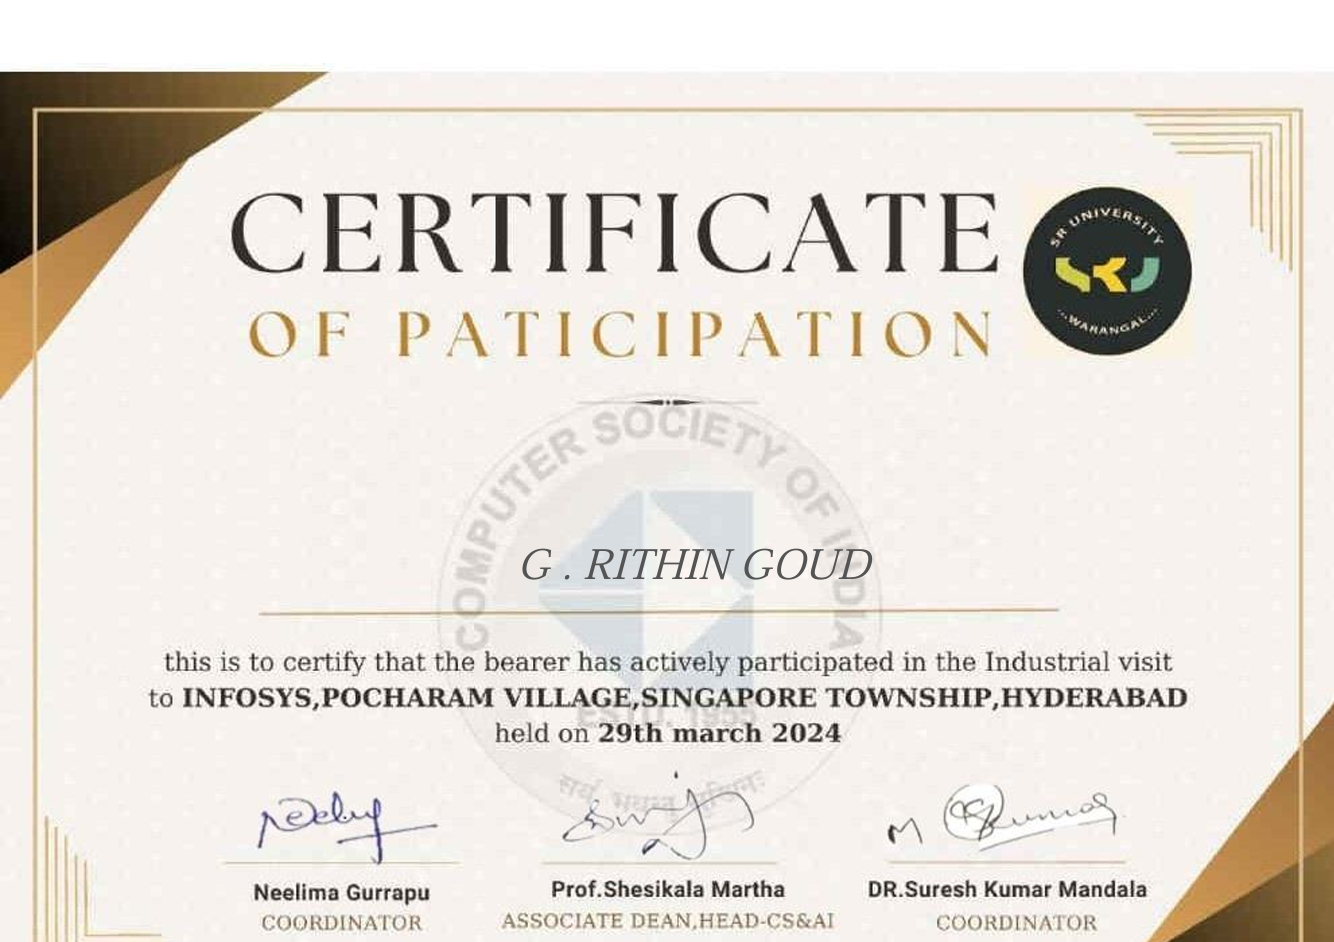 CERTIFICATE
SR UNIVERSITY
...WARANGAL...
OF PATICIPATION
COMPUTER SOCIETY OF INDIA
G . RITHIN GOUD
this is to certify that the bearer has actively participated in the Industrial visit
to INFOSYS,POCHARAM VILLAGE,SINGAPORE TOWNSHIP,HYDERABAD
ESTD. 1955
held on 29th march 2024
Neelima Gurrapu
COORDINATOR
Prof.Shesikala Martha
ASSOCIATE DEAN,HEAD-CS&AI
DR.Suresh Kumar Mandala
COORDINATOR